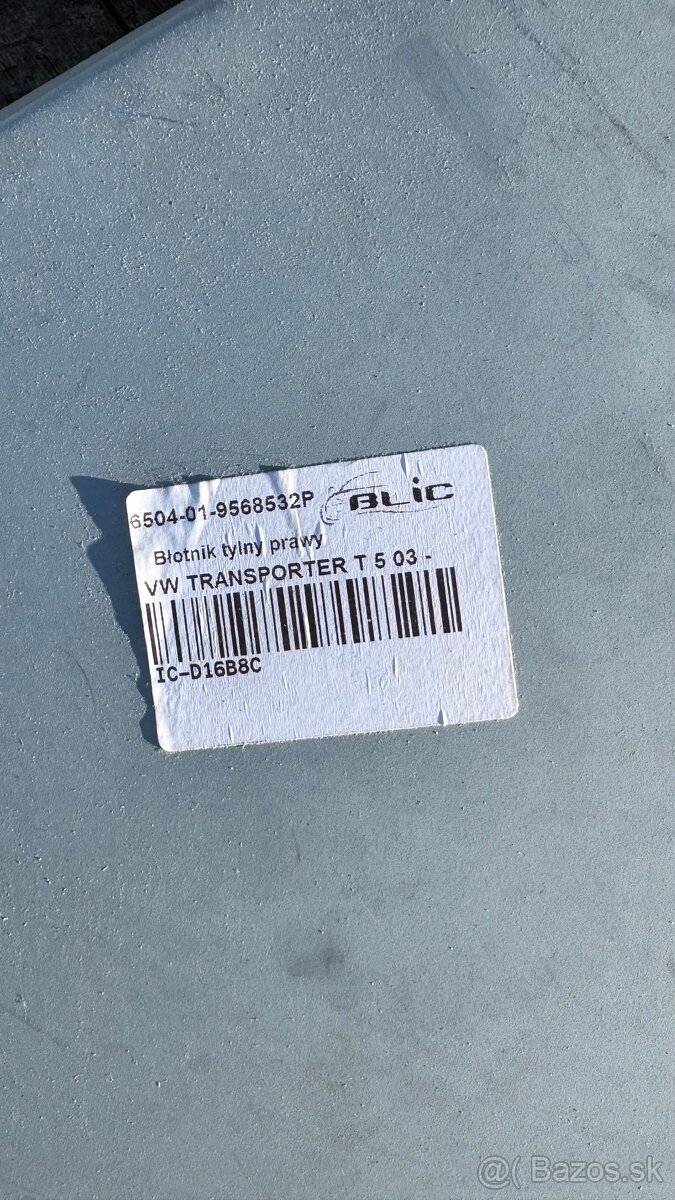 6504-01-9568532P BLIC
Błotnik tylny prawy
VW TRANSPORTER T 5 03 -
IC-D16B8C
@( Bazos.sk